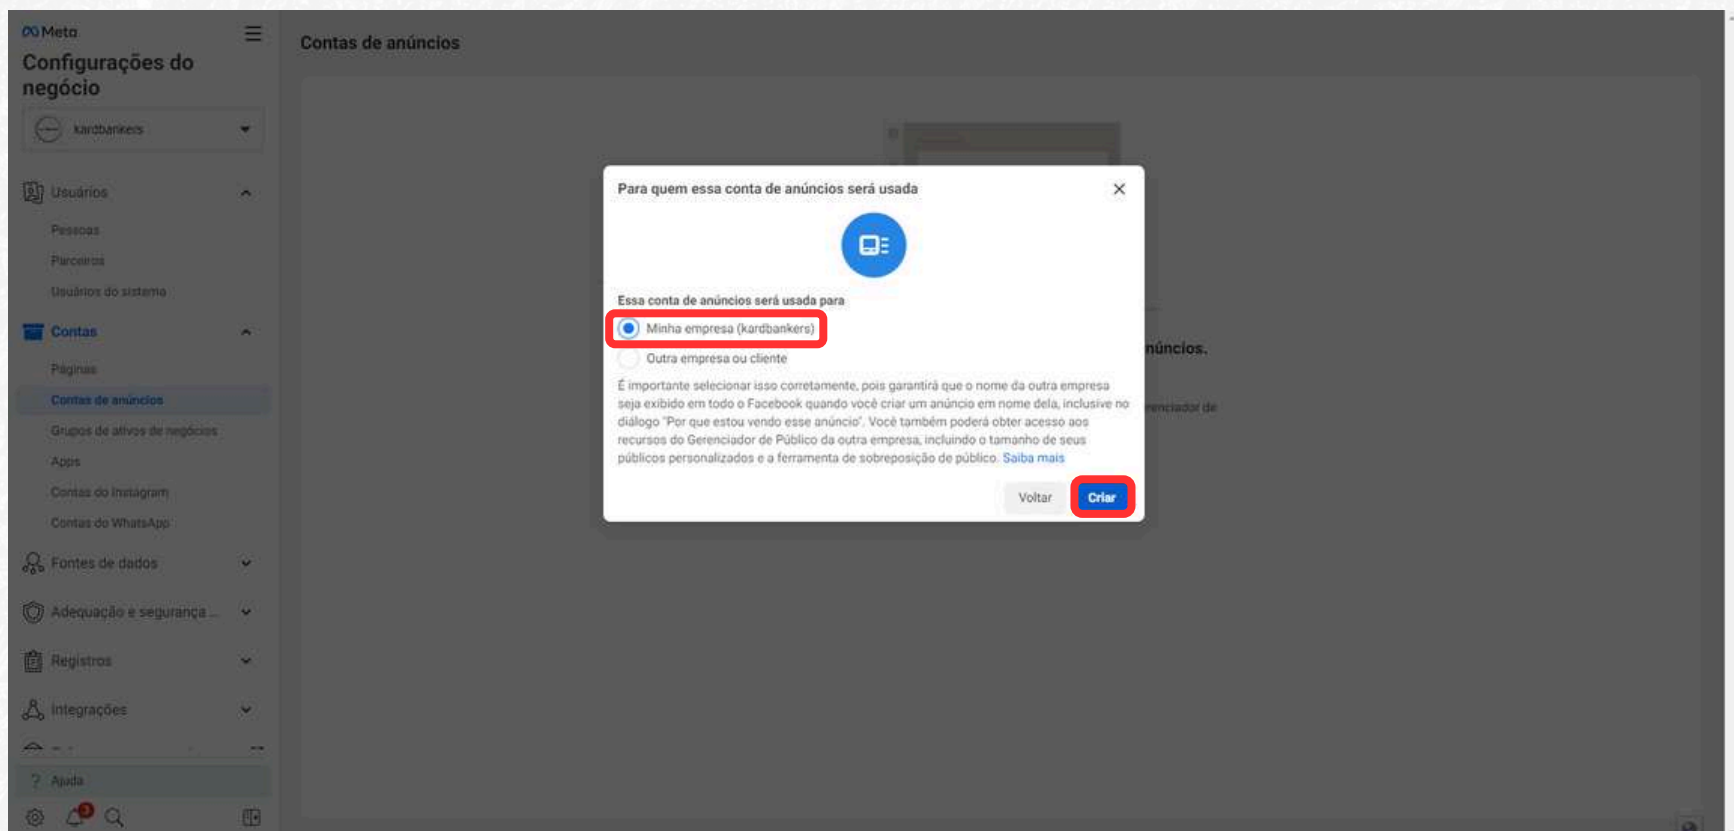 Meta
Configurações do
negócio
kardbankers
Usuários
Pessoas
Parceiros
Usuários do sistema
Contas
Páginas
Contas de anúncios
Grupos de ativos de negócios
Apps
Contas do Instagram
Contas do WhatsApp
Fontes de dados
Adequação e segurança ...
Registros
Integrações
? Ajuda
3
Contas de anúncios
Para quem essa conta de anúncios será usada
Essa conta de anúncios será usada para
Minha empresa (kardbankers)
Outra empresa ou cliente
É importante selecionar isso corretamente, pois garantirá que o nome da outra empresa
seja exibido em todo o Facebook quando você criar um anúncio em nome dela, inclusive no
diálogo "Por que estou vendo esse anúncio". Você também poderá obter acesso aos
recursos do Gerenciador de Público da outra empresa, incluindo o tamanho de seus
públicos personalizados e a ferramenta de sobreposição de público. Saiba mais
Voltar
Criar
núncios.
renciador de